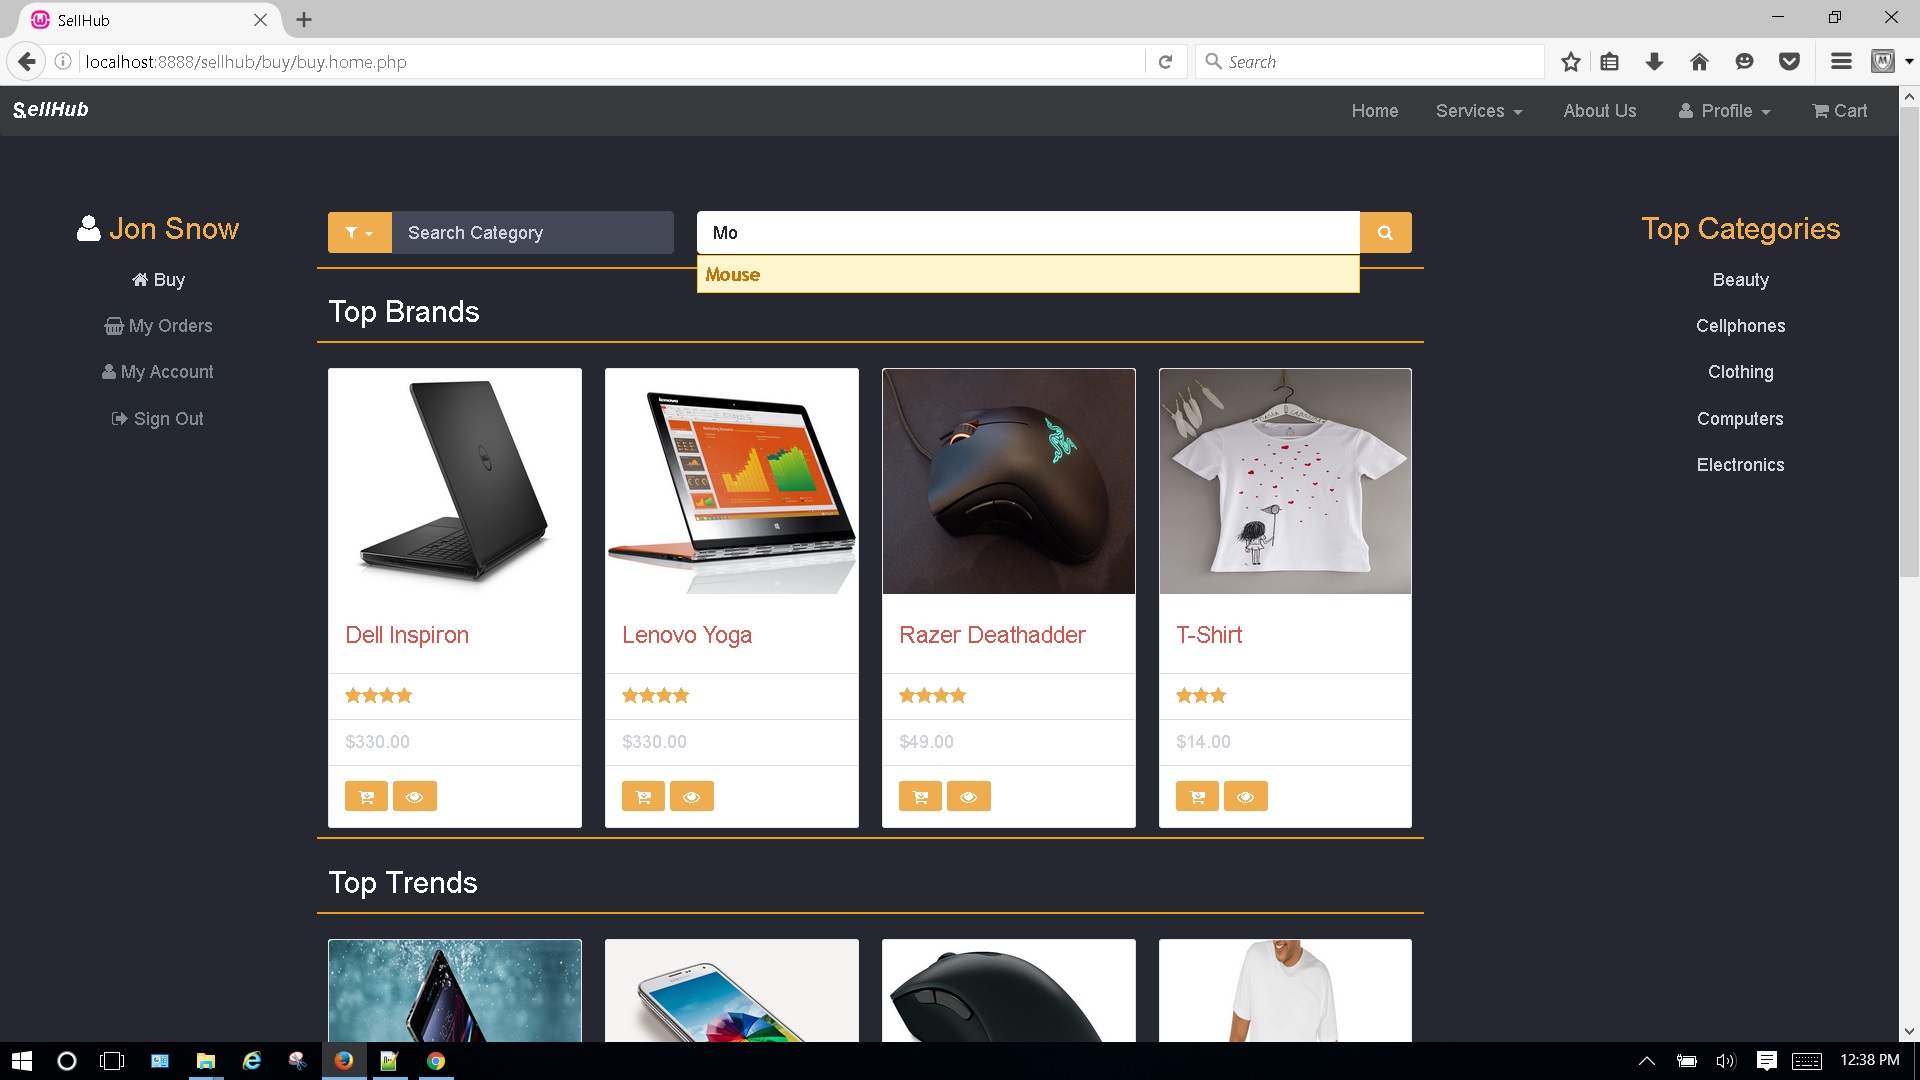 SellHub
localhost:8888/sellhub/buy/buy.home.php
Search
SellHub
Home
Services
About Us
Profile
Cart
Jon Snow
Buy
My Orders
My Account
Sign Out
Search Category
Mo
Mouse
Top Categories
Beauty
Cellphones
Clothing
Computers
Electronics
Top Brands
Dell Inspiron
$330.00
Lenovo Yoga
$330.00
Razer Deathadder
$49.00
T-Shirt
$14.00
Top Trends
12:38 PM